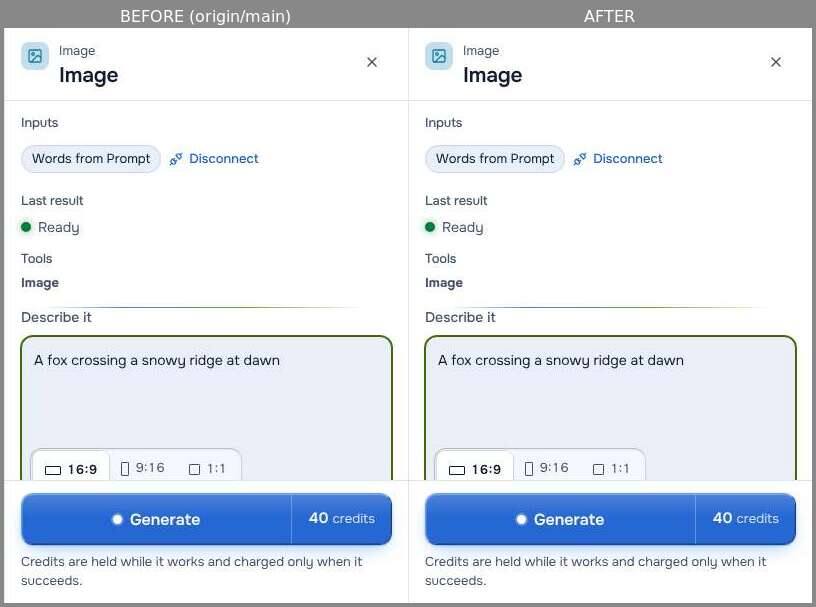 BEFORE (origin/main)
Image
Image
Inputs
Words from Prompt
Disconnect
Last result
Ready
Tools
Image
Describe it
A fox crossing a snowy ridge at dawn
16:9
9:16
1:1
Generate
40 credits
Credits are held while it works and charged only when it
succeeds.
AFTER
Image
Image
Inputs
Words from Prompt
Disconnect
Last result
Ready
Tools
Image
Describe it
A fox crossing a snowy ridge at dawn
16:9
9:16
1:1
Generate
40 credits
Credits are held while it works and charged only when it
succeeds.